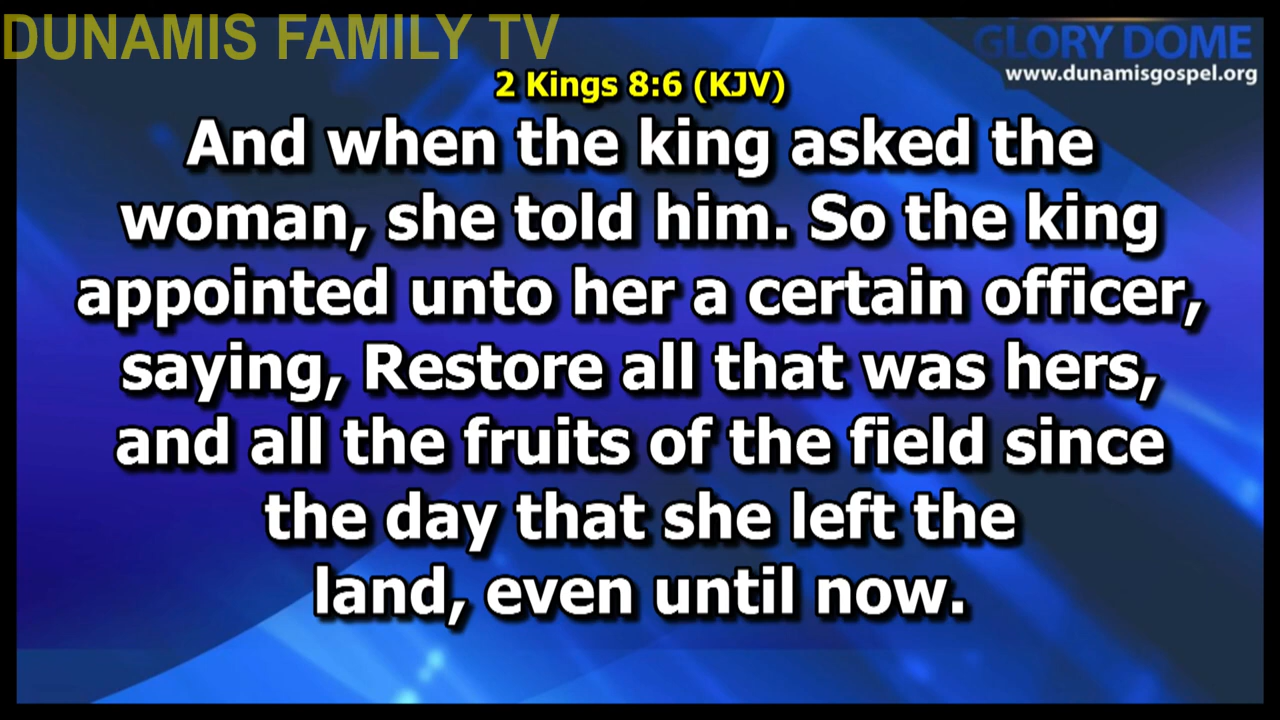 DUNAMIS FAMILY TV
GLORY DOME
www.dunamisgospel.org
2 Kings 8:6 (KJV)
And when the king asked the
woman, she told him. So the king
appointed unto her a certain officer,
saying, Restore all that was hers,
and all the fruits of the field since
the day that she left the
land, even until now.